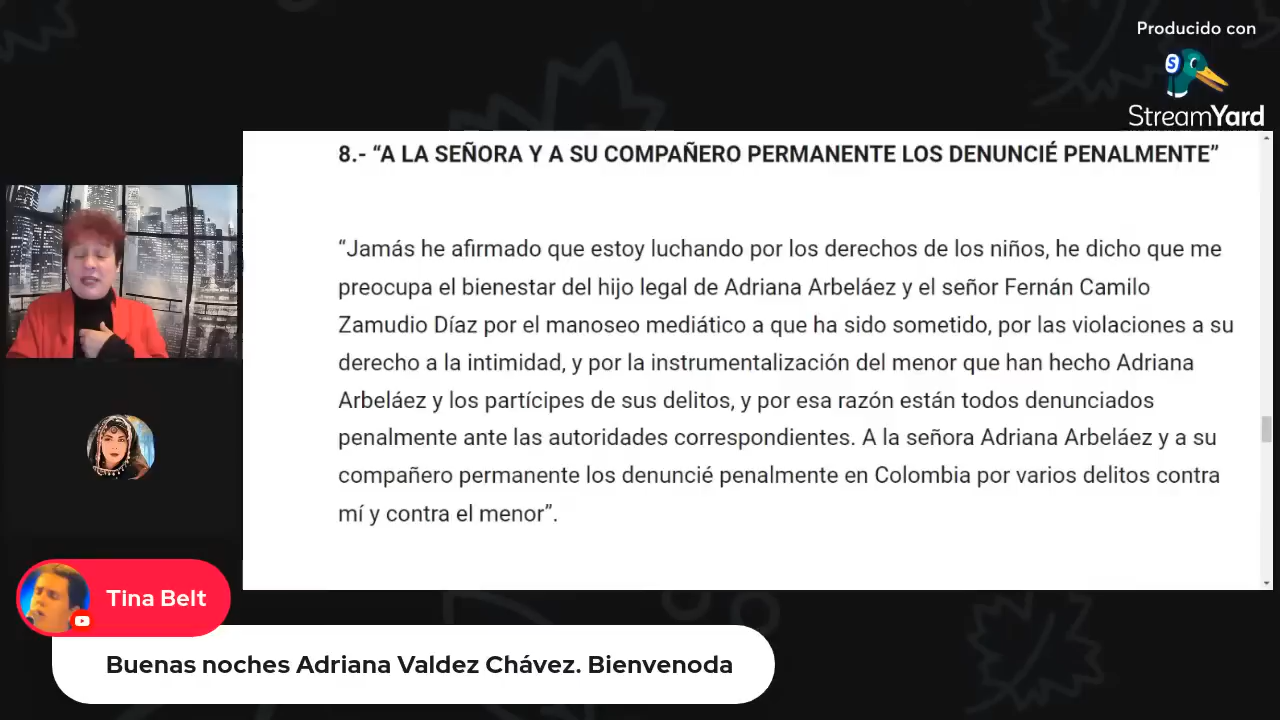 Producido con
StreamYard
8.- “A LA SEÑORA Y A SU COMPAÑERO PERMANENTE LOS DENUNCIÉ PENALMENTE”
“Jamás he afirmado que estoy luchando por los derechos de los niños, he dicho que me
preocupa el bienestar del hijo legal de Adriana Arbeláez y el señor Fernán Camilo
Zamudio Díaz por el manoseo mediático a que ha sido sometido, por las violaciones a su
derecho a la intimidad, y por la instrumentalización del menor que han hecho Adriana
Arbeláez y los partícipes de sus delitos, y por esa razón están todos denunciados
penalmente ante las autoridades correspondientes. A la señora Adriana Arbeláez y a su
compañero permanente los denuncié penalmente en Colombia por varios delitos contra
mí y contra el menor”.
Tina Belt
Buenas noches Adriana Valdez Chávez. Bienvenoda